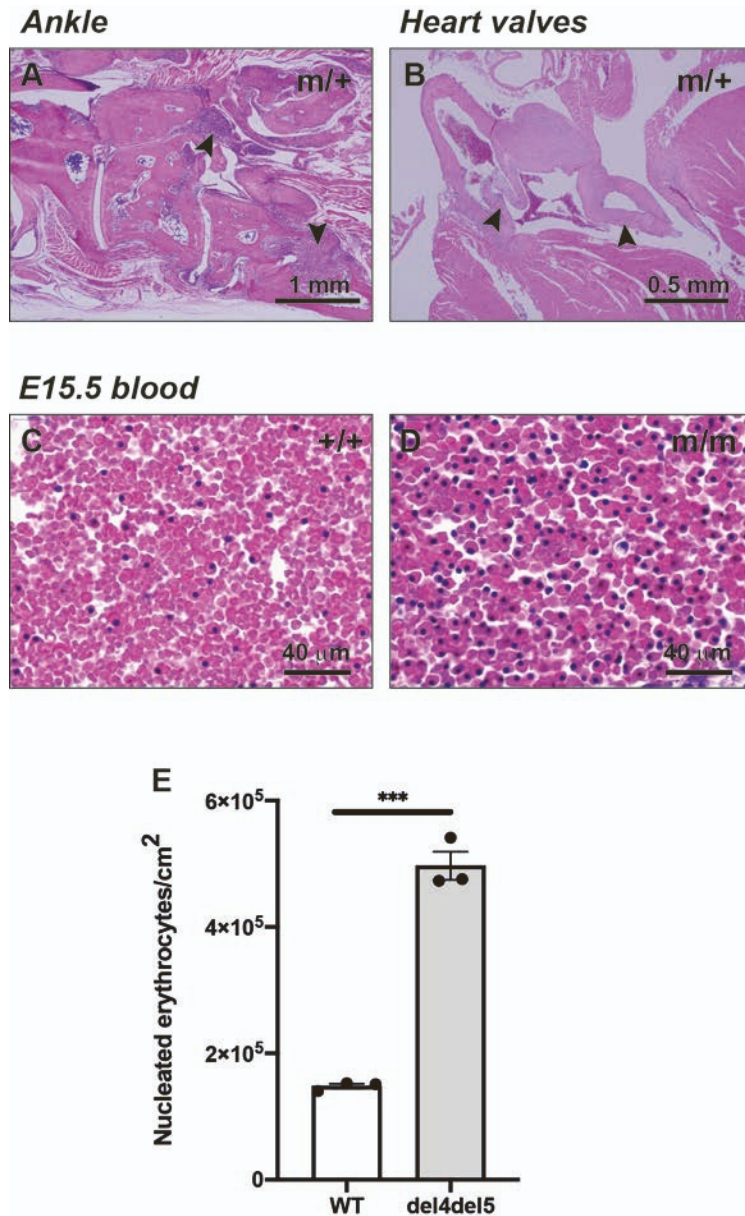 Ankle
Heart valves
A
m/+
B
m/+
1 mm
0.5 mm
E15.5 blood
C
+/+
D
m/m
40 μm
40 μm
E
***
Nucleated erythrocytes/cm²
6×10⁵
4×10⁵
2×10⁵
0
WT
del4del5